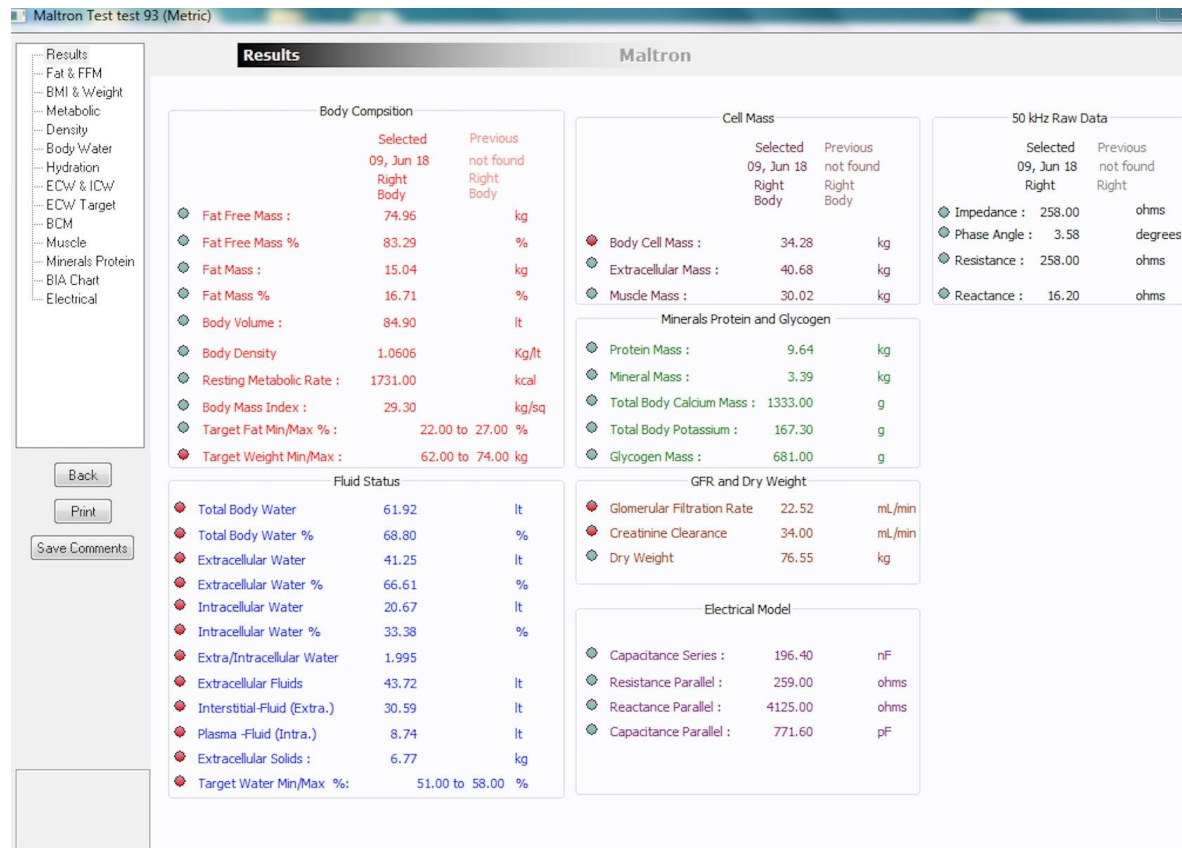 Maltron Test test 93 (Metric)
Results
Fat & FFM
BMI & Weight
Metabolic
Density
Body Water
Hydration
ECW & ICW
ECW Target
BCM
Muscle
Minerals Protein
BIA Chart
Electrical
Back
Print
Save Comments
Results Maltron
Body Compsition
Selected Previous
09, Jun 18 not found
Right Right
Body Body
Fat Free Mass : 74.96 kg
Fat Free Mass % 83.29 %
Fat Mass : 15.04 kg
Fat Mass % 16.71 %
Body Volume : 84.90 lt
Body Density 1.0606 Kg/lt
Resting Metabolic Rate : 1731.00 kcal
Body Mass Index : 29.30 kg/sq
Target Fat Min/Max % : 22.00 to 27.00 %
Target Weight Min/Max : 62.00 to 74.00 kg
Fluid Status
Total Body Water 61.92 lt
Total Body Water % 68.80 %
Extracellular Water 41.25 lt
Extracellular Water % 66.61 %
Intracellular Water 20.67 lt
Intracellular Water % 33.38 %
Extra/Intracellular Water 1.995
Extracellular Fluids 43.72 lt
Interstitial-Fluid (Extra.) 30.59 lt
Plasma -Fluid (Intra.) 8.74 lt
Extracellular Solids : 6.77 kg
Target Water Min/Max %: 51.00 to 58.00 %
Cell Mass
Selected Previous
09, Jun 18 not found
Right Right
Body Body
Body Cell Mass : 34.28 kg
Extracellular Mass : 40.68 kg
Muscle Mass : 30.02 kg
Minerals Protein and Glycogen
Protein Mass : 9.64 kg
Mineral Mass : 3.39 kg
Total Body Calcium Mass : 1333.00 g
Total Body Potassium : 167.30 g
Glycogen Mass : 681.00 g
GFR and Dry Weight
Glomerular Filtration Rate 22.52 mL/min
Creatinine Clearance 34.00 mL/min
Dry Weight 76.55 kg
Electrical Model
Capacitance Series : 196.40 nF
Resistance Parallel : 259.00 ohms
Reactance Parallel : 4125.00 ohms
Capacitance Parallel : 771.60 pF
50 kHz Raw Data
Selected Previous
09, Jun 18 not found
Right Right
Impedance : 258.00 ohms
Phase Angle : 3.58 degrees
Resistance : 258.00 ohms
Reactance : 16.20 ohms